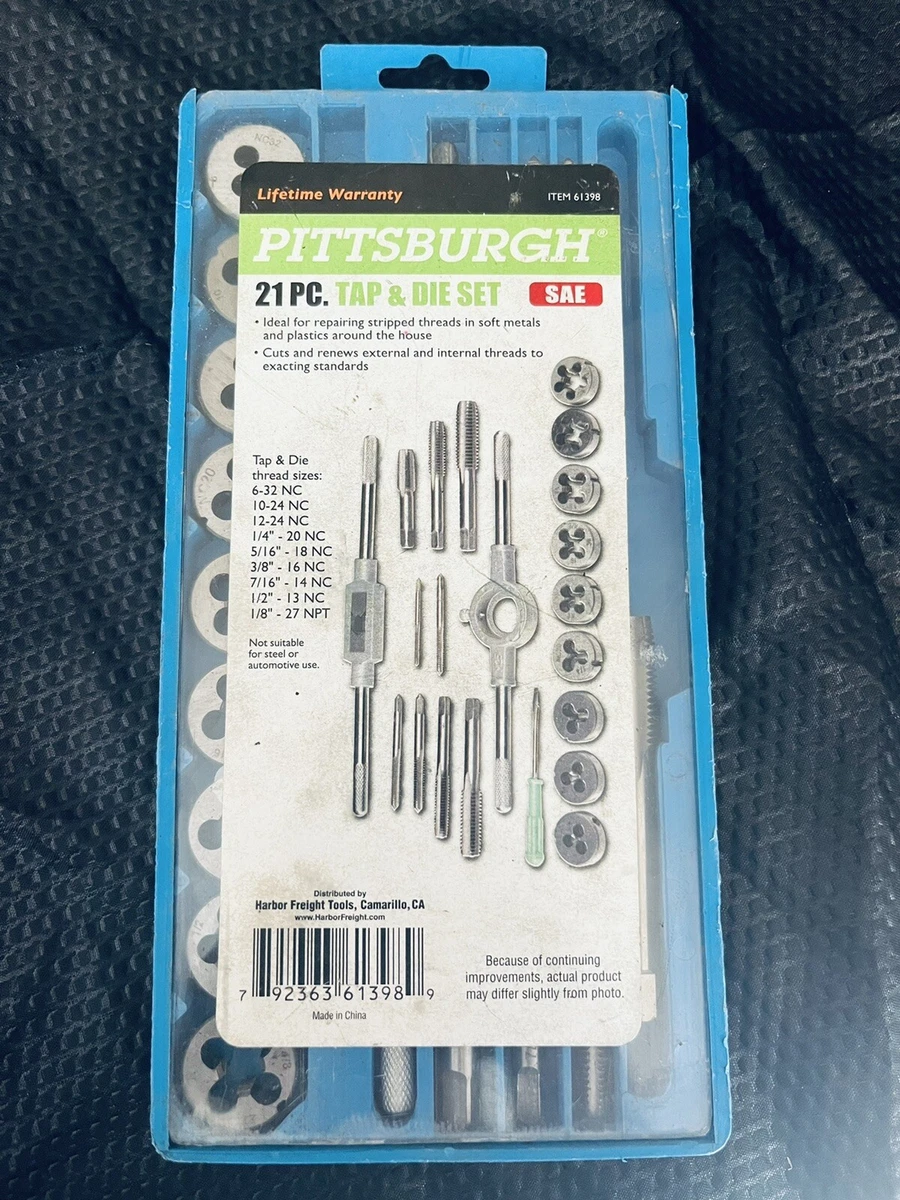 NC32
Lifetime Warranty
ITEM 61398
PITTSBURGH®
21 PC. TAP & DIE SET
SAE
• Ideal for repairing stripped threads in soft metals
and plastics around the house
• Cuts and renews external and internal threads to
exacting standards
Tap & Die
thread sizes:
6-32 NC
10-24 NC
12-24 NC
1/4" - 20 NC
5/16" - 18 NC
3/8" - 16 NC
7/16" - 14 NC
1/2" - 13 NC
1/8" - 27 NPT
Not suitable
for steel or
automotive use.
Distributed by
Harbor Freight Tools, Camarillo, CA
www.HarborFreight.com
7 92363 61398 9
Made in China
Because of continuing
improvements, actual product
may differ slightly from photo.